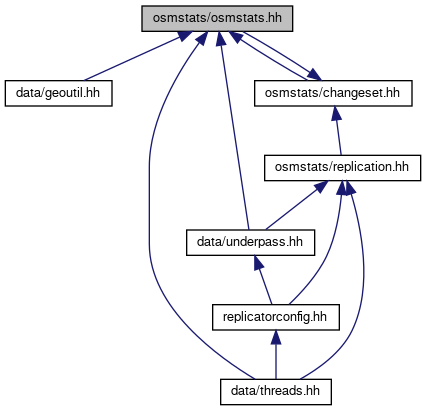 osmstats/osmstats.hh
data/geoutil.hh
osmstats/changeset.hh
osmstats/replication.hh
data/underpass.hh
replicatorconfig.hh
data/threads.hh